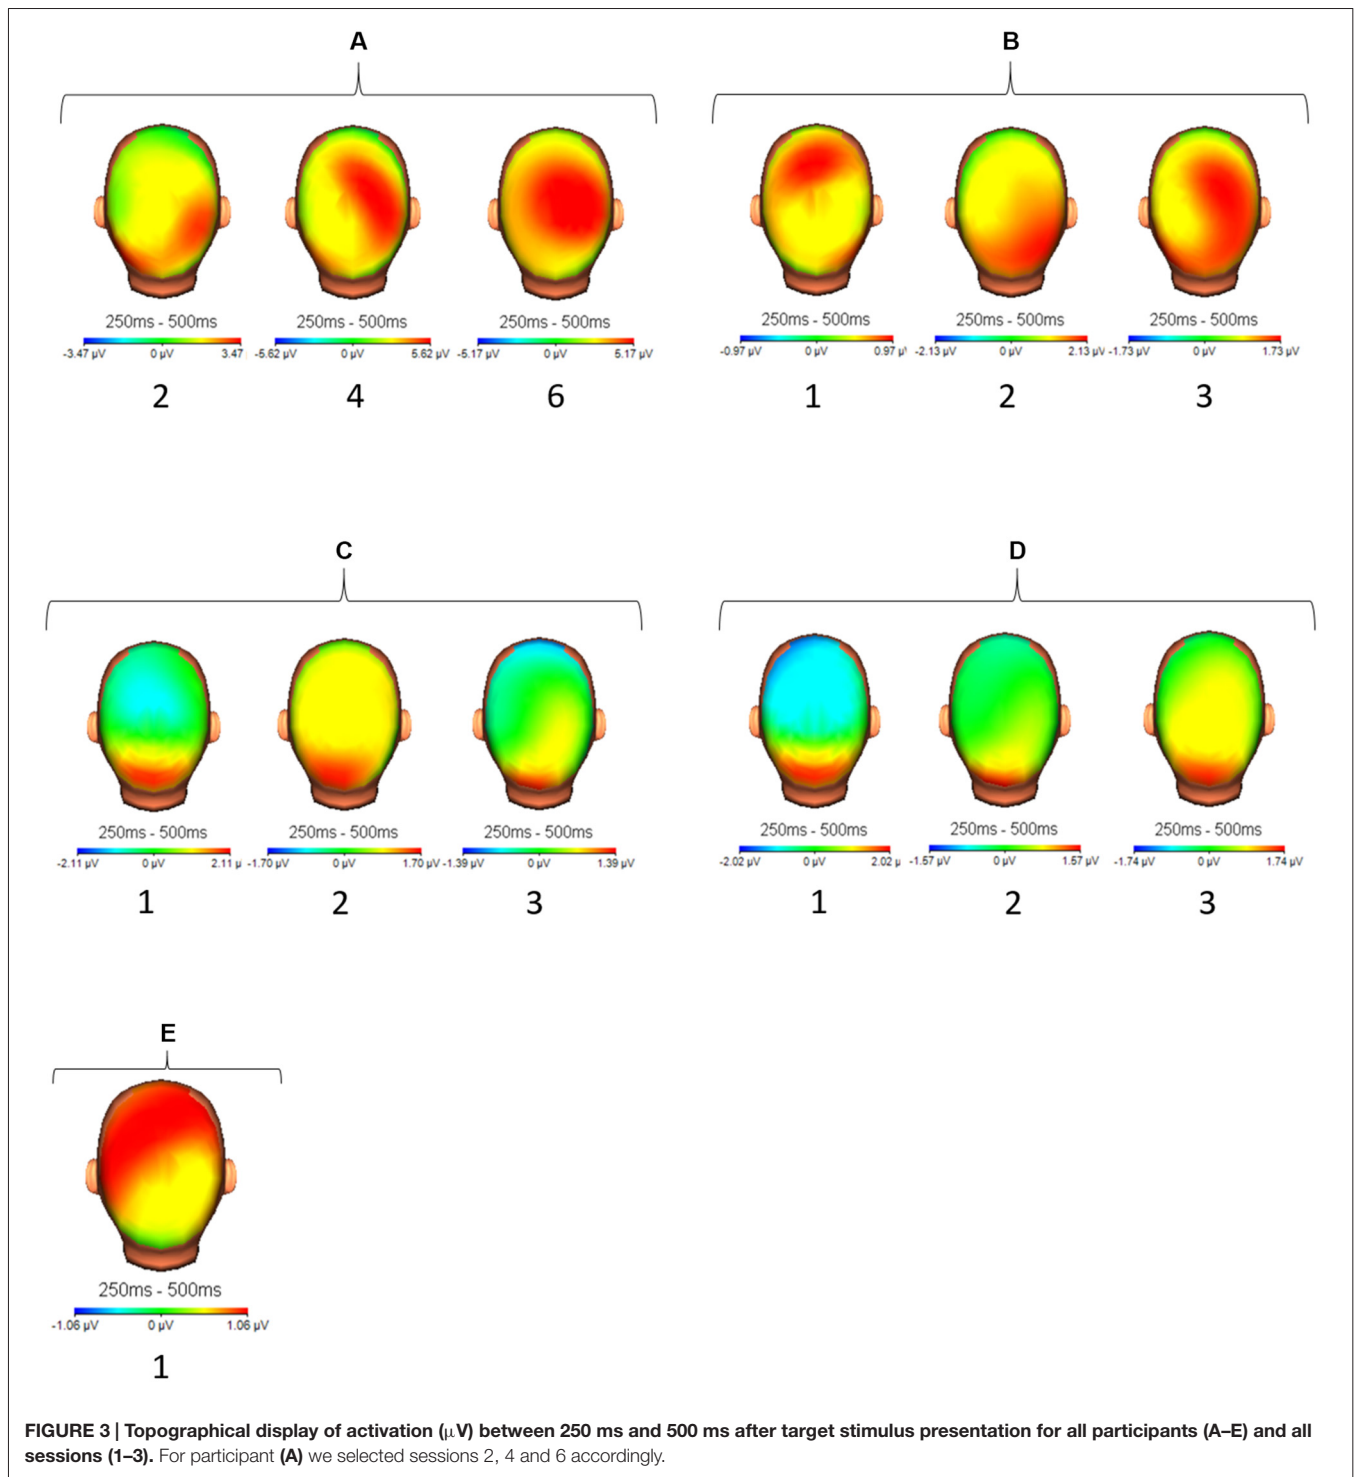 A B
250ms - 500ms 250ms - 500ms 250ms - 500ms 250ms - 500ms 250ms - 500ms 250ms - 500ms
-3.47 µV 0 µV 3.47 -5.62 µV 0 µV 5.62 µV -5.17 µV 0 µV 5.17 µV -0.97 µV 0 µV 0.97 µV -2.13 µV 0 µV 2.13 µV -1.73 µV 0 µV 1.73 µV
2 4 6 1 2 3
C D
250ms - 500ms 250ms - 500ms 250ms - 500ms 250ms - 500ms 250ms - 500ms 250ms - 500ms
-2.11 µV 0 µV 2.11 µ -1.70 µV 0 µV 1.70 µV -1.39 µV 0 µV 1.39 µV -2.02 µV 0 µV 2.02 µ -1.57 µV 0 µV 1.57 µV -1.74 µV 0 µV 1.74 µV
1 2 3 1 2 3
E
250ms - 500ms
-1.06 µV 0 µV 1.06 µV
1
FIGURE 3 | Topographical display of activation (µV) between 250 ms and 500 ms after target stimulus presentation for all participants (A–E) and all
sessions (1–3). For participant (A) we selected sessions 2, 4 and 6 accordingly.